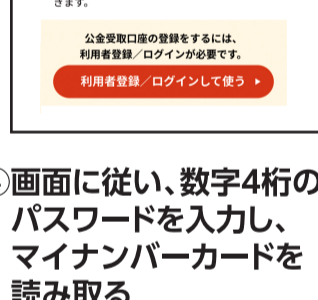 きます。
公金受取口座の登録をするには、
利用者登録／ログインが必要です。
利用者登録／ログインして使う
画面に従い、数字4桁の
パスワードを入力し、
マイナンバーカードを
読み取る